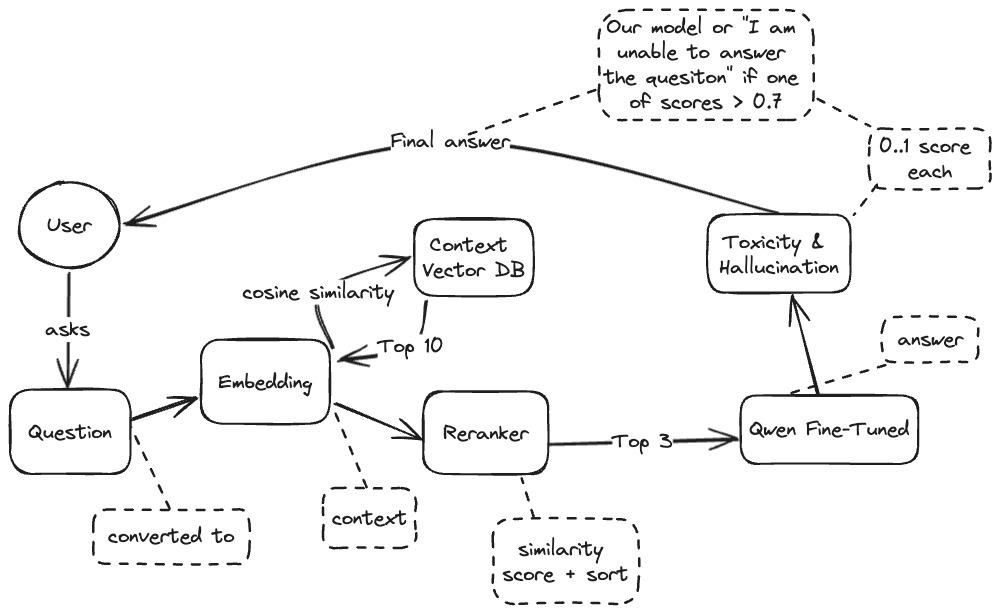 Our model or "I am
unable to answer
the quesiton" if one
of scores > 0.7
Final answer
0..1 score
each
User
Context
Vector DB
Toxicity &
Hallucination
cosine similarity
asks
Top 10
answer
Embedding
Question
Reranker
Top 3
Qwen Fine-Tuned
converted to
context
similarity
score + sort